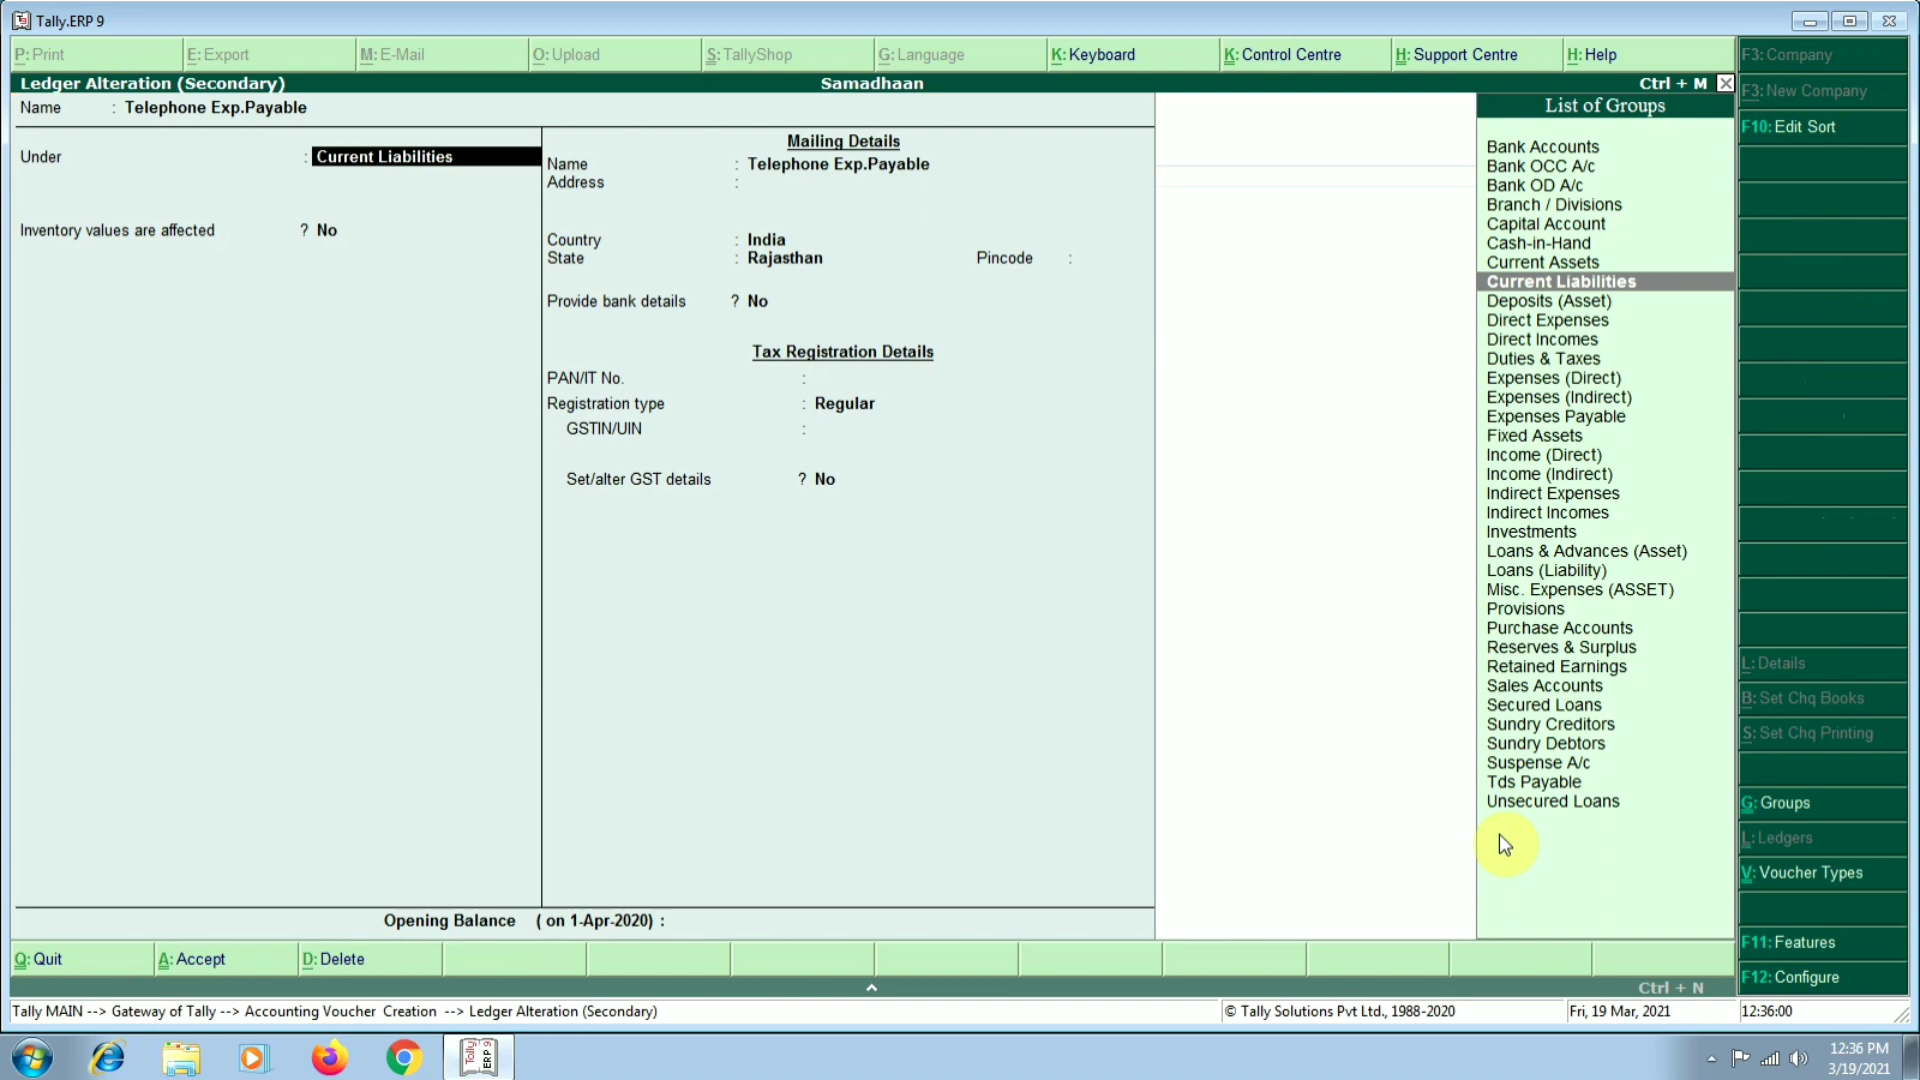 Tally.ERP 9
P: Print
E: Export
M: E-Mail
O: Upload
S: TallyShop
G: Language
K: Keyboard
K: Control Centre
H: Support Centre
H: Help
Ledger Alteration (Secondary)
Samadhaan
Ctrl + M
Name : Telephone Exp.Payable
Under : Current Liabilities
Inventory values are affected ? No
Mailing Details
Name : Telephone Exp.Payable
Address :
Country : India
State : Rajasthan
Pincode :
Provide bank details ? No
Tax Registration Details
PAN/IT No. :
Registration type : Regular
GSTIN/UIN :
Set/alter GST details ? No
Opening Balance ( on 1-Apr-2020) :
List of Groups
Bank Accounts
Bank OCC A/c
Bank OD A/c
Branch / Divisions
Capital Account
Cash-in-Hand
Current Assets
Current Liabilities
Deposits (Asset)
Direct Expenses
Direct Incomes
Duties & Taxes
Expenses (Direct)
Expenses (Indirect)
Expenses Payable
Fixed Assets
Income (Direct)
Income (Indirect)
Indirect Expenses
Indirect Incomes
Investments
Loans & Advances (Asset)
Loans (Liability)
Misc. Expenses (ASSET)
Provisions
Purchase Accounts
Reserves & Surplus
Retained Earnings
Sales Accounts
Secured Loans
Sundry Creditors
Sundry Debtors
Suspense A/c
Tds Payable
Unsecured Loans
F3: Company
F3: New Company
F10: Edit Sort
L: Details
B: Set Chq Books
S: Set Chq Printing
G: Groups
L: Ledgers
V: Voucher Types
F11: Features
F12: Configure
Q: Quit
A: Accept
D: Delete
Ctrl + N
Tally MAIN --> Gateway of Tally --> Accounting Voucher Creation --> Ledger Alteration (Secondary)
© Tally Solutions Pvt Ltd., 1988-2020
Fri, 19 Mar, 2021
12:36:00
Tally
ERP 9
12:36 PM
3/19/2021